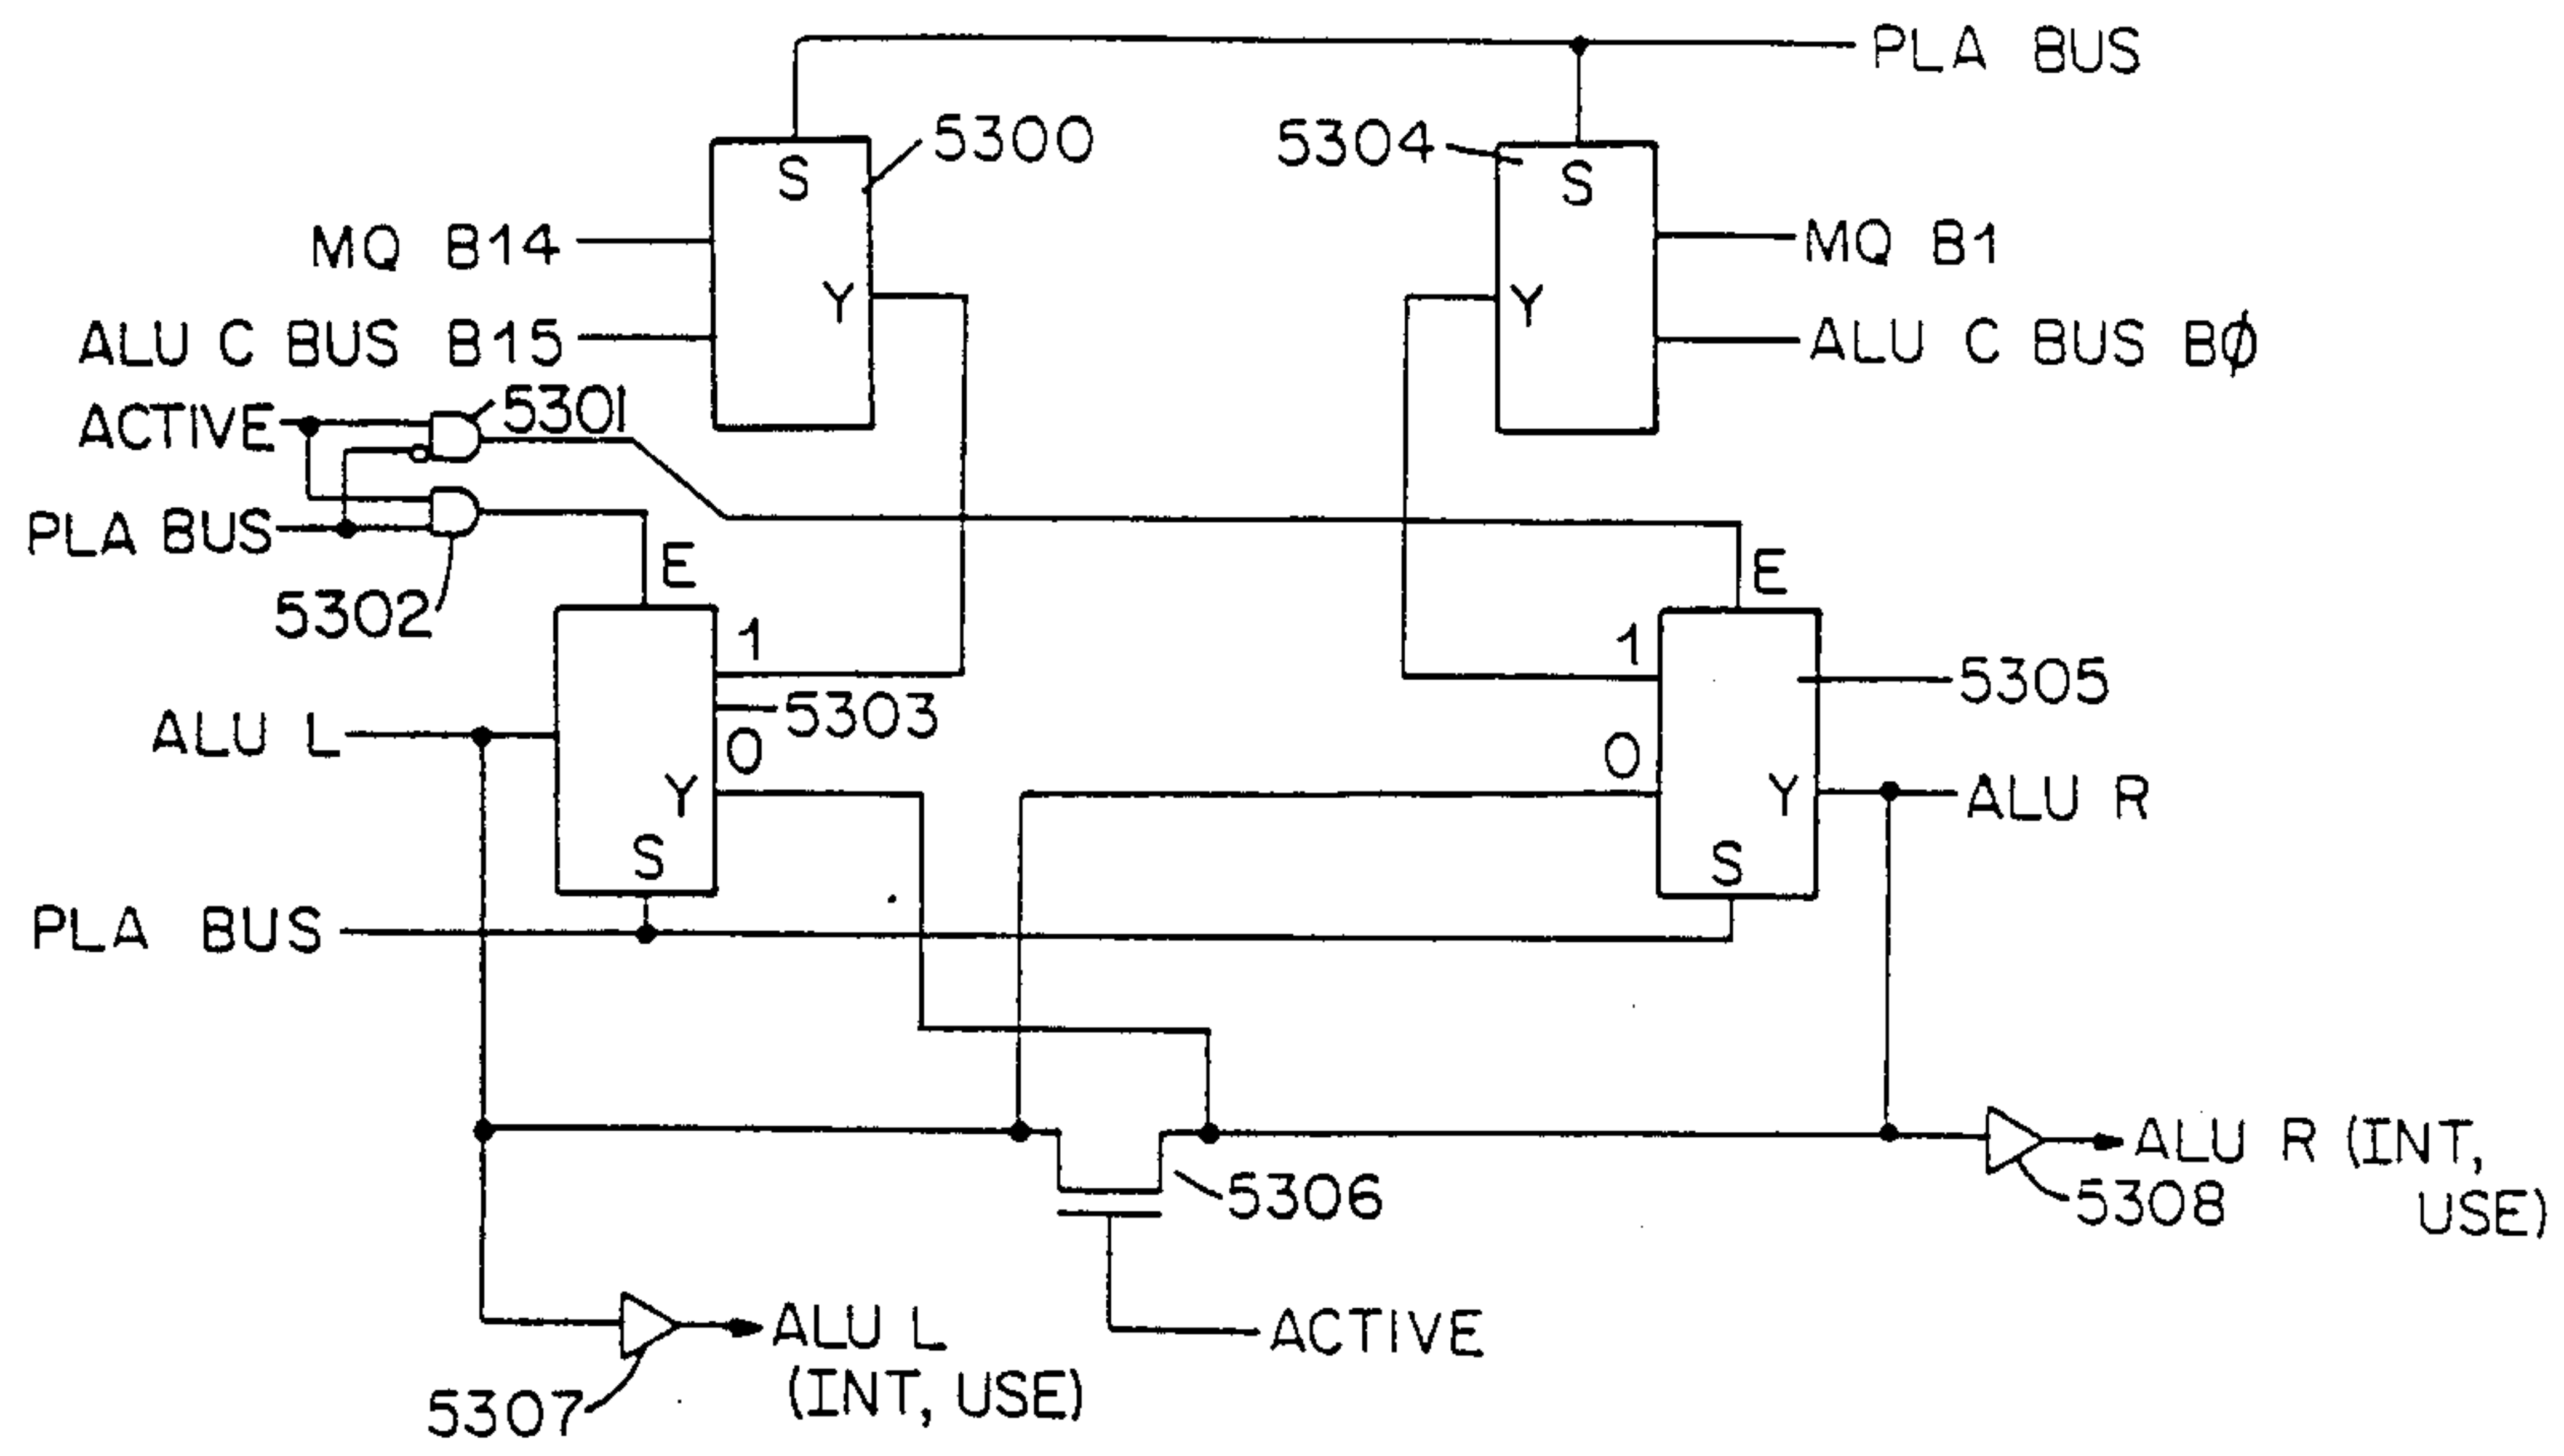 PLA BUS
5300
5304
S
S
MQ B14
MQ B1
Y
Y
ALU C BUS B15
ALU C BUS BØ
ACTIVE
5301
PLA BUS
E
E
5302
1
1
5303
5305
ALU L
0
0
Y
Y
ALU R
S
S
PLA BUS
5306
ALU R (INT,
USE)
5308
ACTIVE
ALU L
(INT, USE)
5307